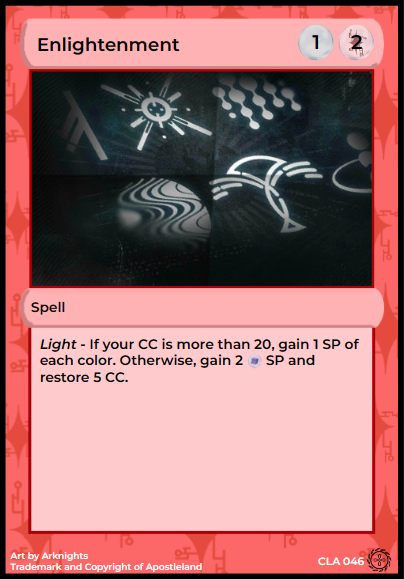 Enlightenment
1 2
Spell
Light - If your CC is more than 20, gain 1 SP of
each color. Otherwise, gain 2 SP and
restore 5 CC.
Art by Arknights
Trademark and Copyright of Apostleland
CLA 046